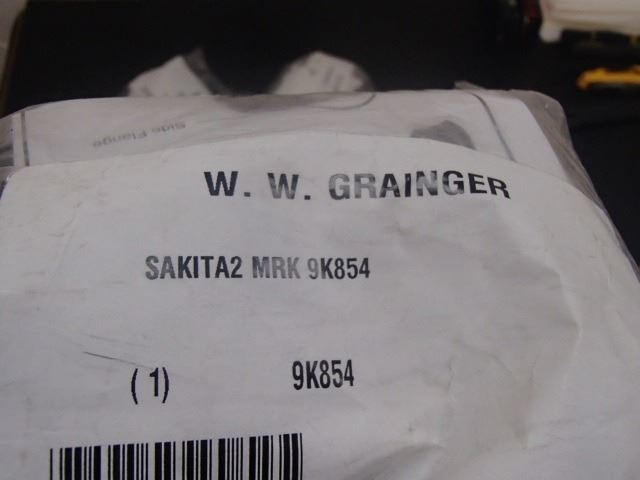 Side Flange
W. W. GRAINGER
SAKITA2 MRK 9K854
(1) 9K854